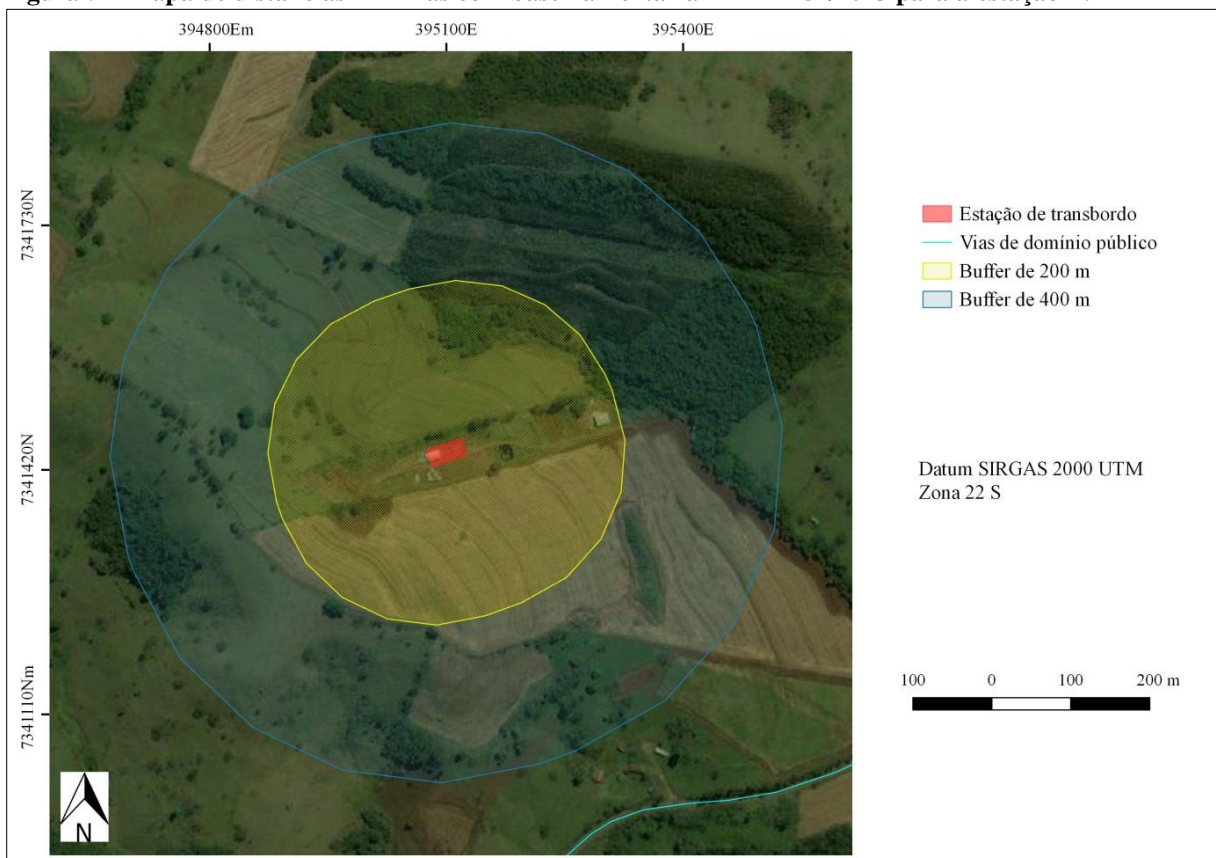 394800Em
395100E
395400E
7341730N
7341420N
7341110Nm
Estação de transbordo
Vias de domínio público
Buffer de 200 m
Buffer de 400 m
Datum SIRGAS 2000 UTM
Zona 22 S
100 0 100 200 m
N